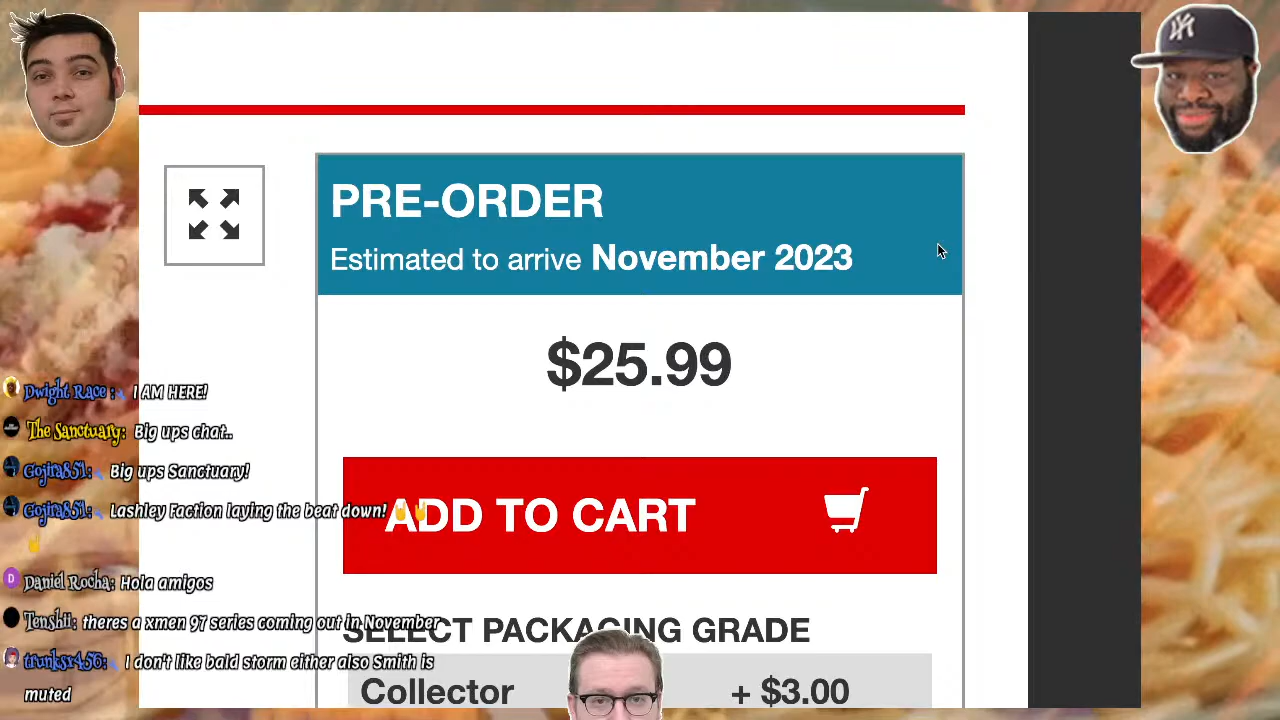 PRE-ORDER
Estimated to arrive November 2023
$25.99
ADD TO CART
SELECT PACKAGING GRADE
Collector + $3.00
Dwight Race : I AM HERE!
The Sanctuary: Big ups chat..
Gojira851: Big ups Sanctuary!
Gojira851: Lashley Faction laying the beat down! 🤘🤘
🤘
D Daniel Rocha: Hola amigos
Tenshii: theres a xmen 97 series coming out in November
trunksx456: I don't like bald storm either also Smith is
muted